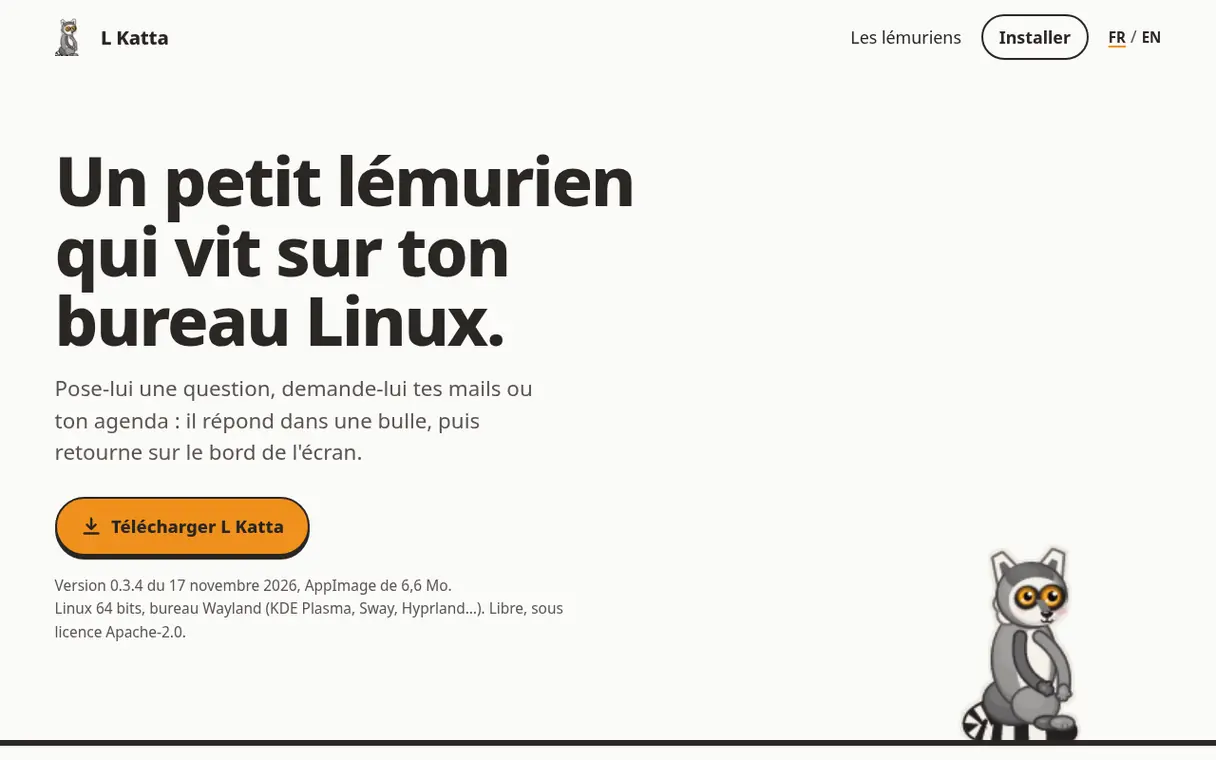 L Katta
Les lémuriens
Installer
FR / EN
Un petit lémurien
qui vit sur ton
bureau Linux.
Pose-lui une question, demande-lui tes mails ou
ton agenda : il répond dans une bulle, puis
retourne sur le bord de l'écran.
Télécharger L Katta
Version 0.3.4 du 17 novembre 2026, AppImage de 6,6 Mo.
Linux 64 bits, bureau Wayland (KDE Plasma, Sway, Hyprland…). Libre, sous
licence Apache-2.0.